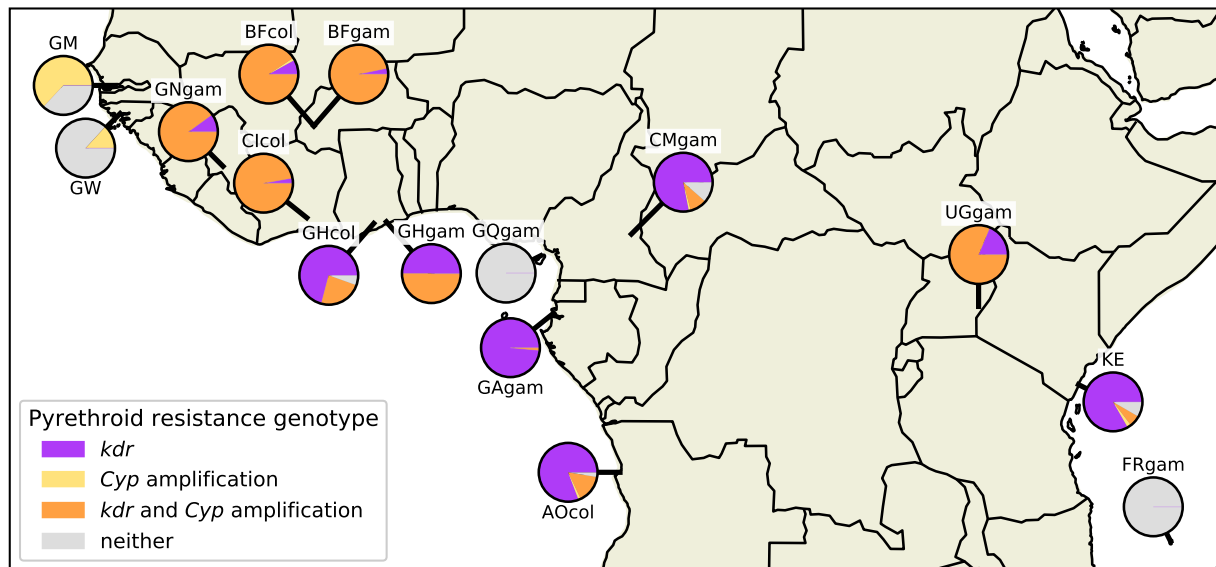 BFcol
BFgam
GM
GNgam
CIcol
CMgam
GW
UGgam
GHcol
GHgam
GQgam
KE
GAgam
Pyrethroid resistance genotype
kdr
Cyp amplification
kdr and Cyp amplification
neither
FRgam
AOcol